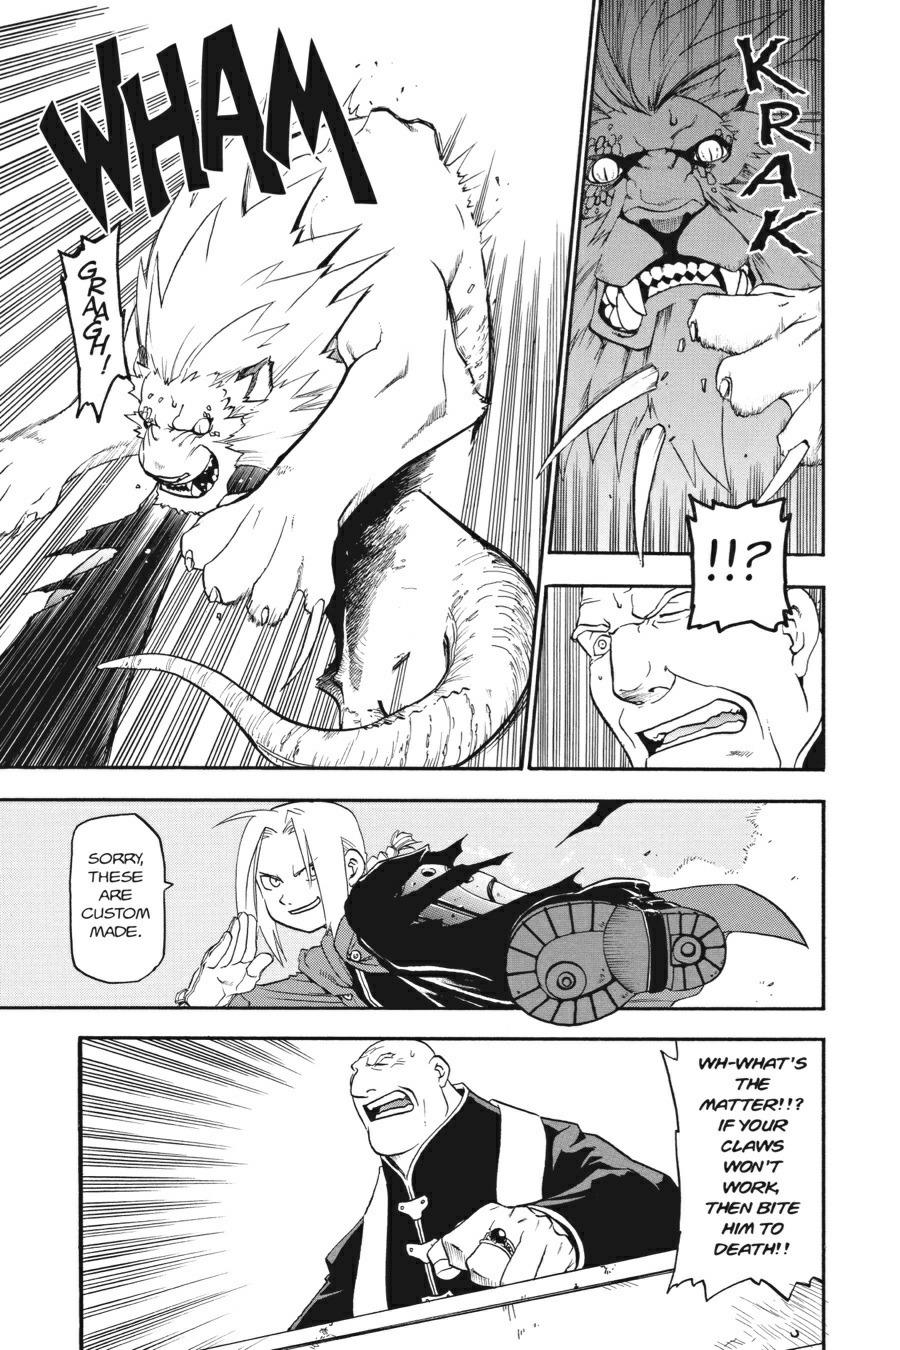 KRAK
!!?
WHAM
GRAAGH!
SORRY,
THESE
ARE
CUSTOM
MADE.
WH-WHAT'S
THE
MATTER!!?
IF YOUR
CLAWS
WON'T
WORK,
THEN BITE
HIM TO
DEATH!!